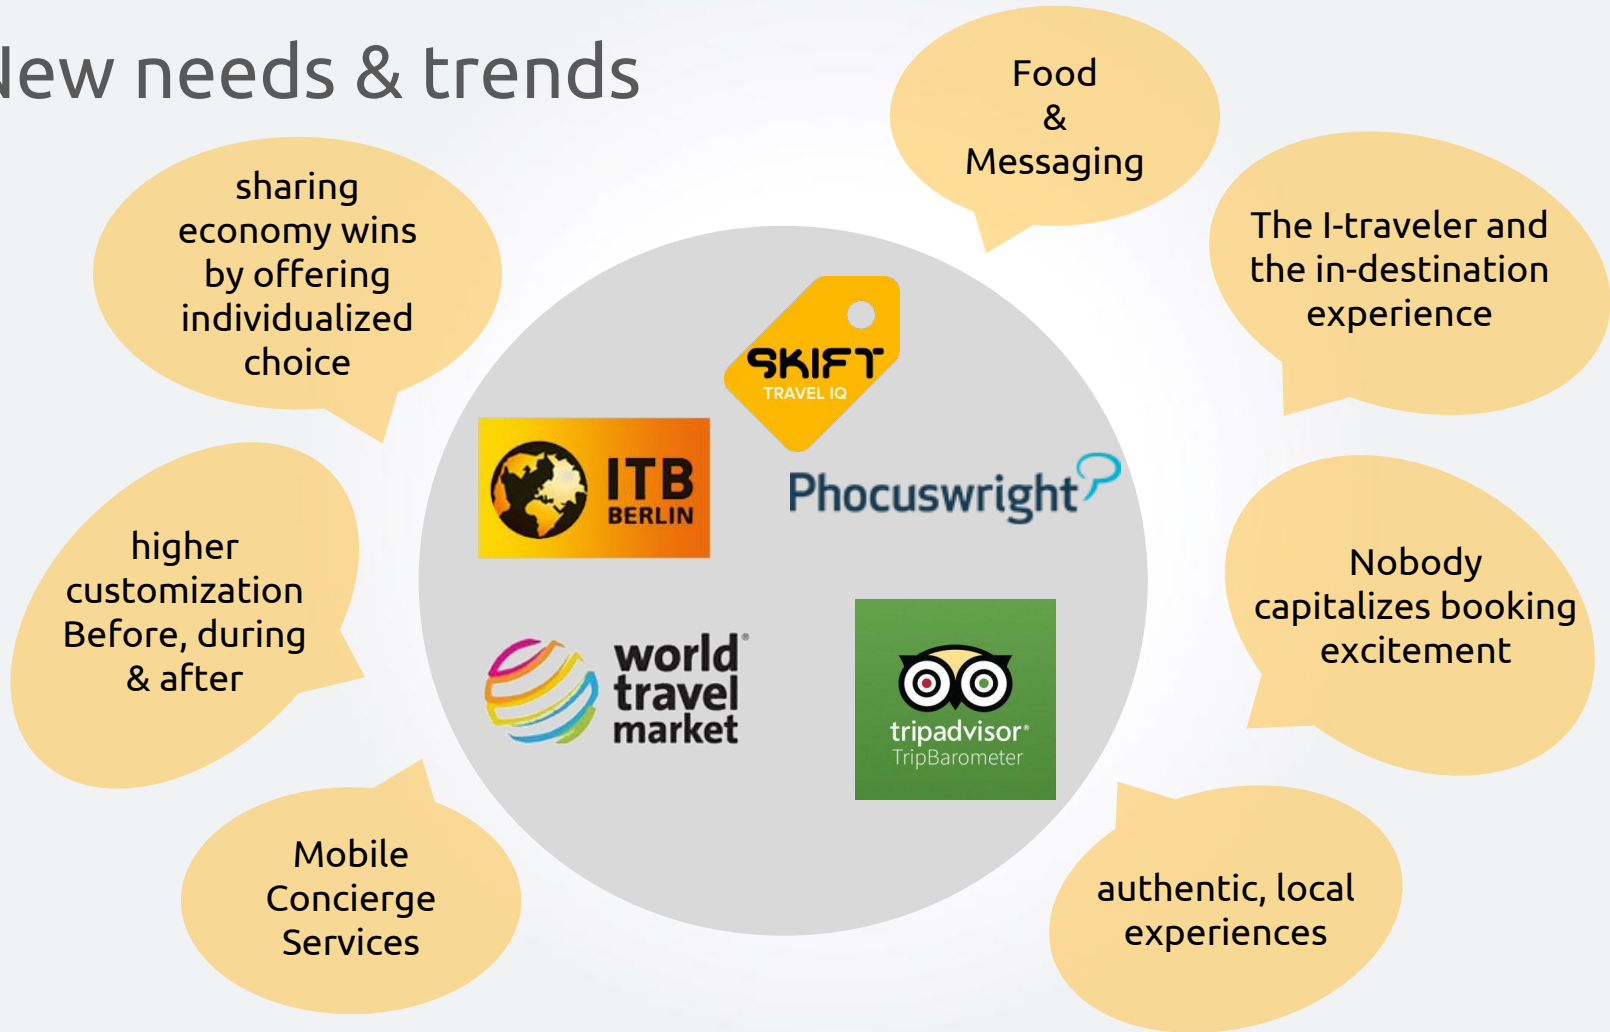 New needs & trends
Food
&
Messaging
sharing
economy wins
by offering
individualized
choice
The I-traveler and
the in-destination
experience
SKIFT
TRAVEL IQ
ITB
BERLIN
Phocuswright
higher
customization
Before, during
& after
Nobody
capitalizes booking
excitement
world
travel
market
tripadvisor®
TripBarometer
Mobile
Concierge
Services
authentic, local
experiences